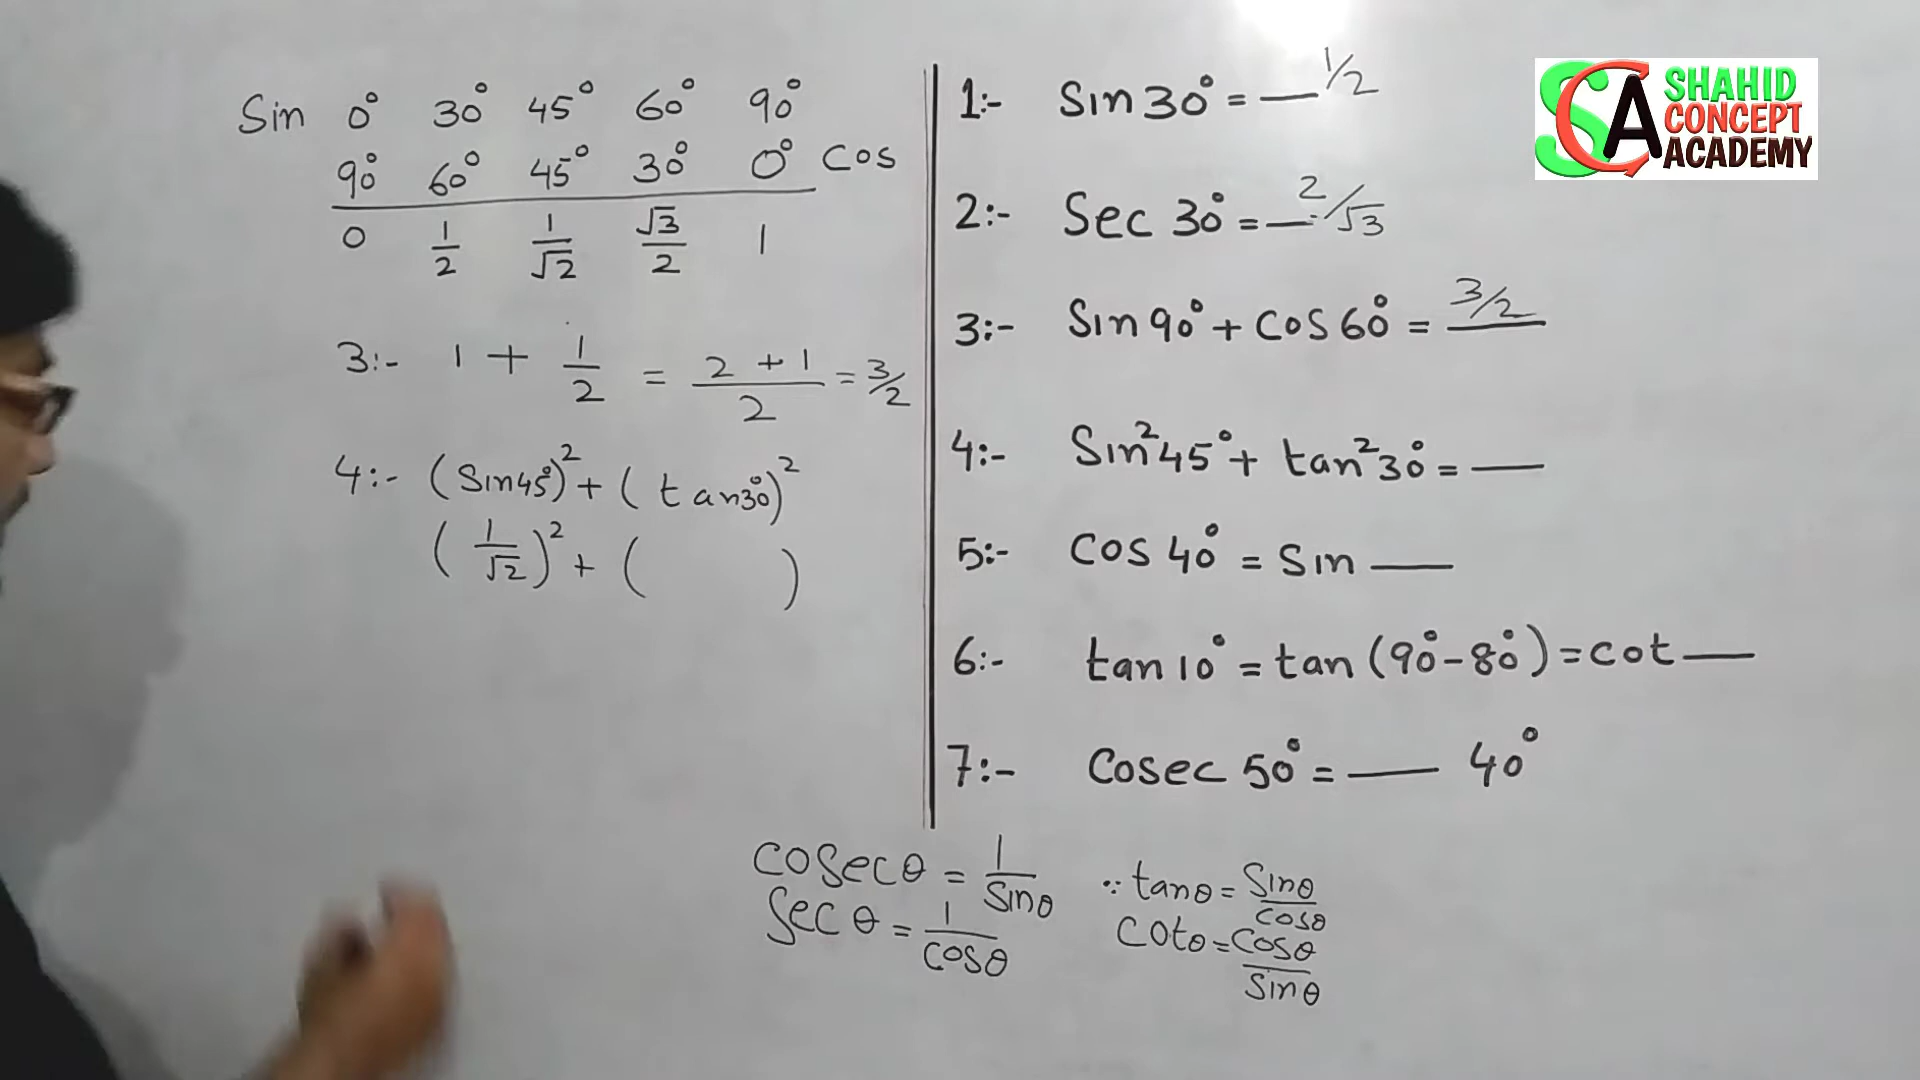 Sin 0° 30° 45° 60° 90°
90° 60° 45° 30° 0° Cos
0 1/2 1/√2 √3/2 1
3:- 1 + 1/2 = (2 + 1)/2 = 3/2
4:- (Sin45°)² + (tan30°)²
(1/√2)² + ( )
1:- Sin30° = — 1/2
2:- Sec 30° = — 2/√3
3:- Sin90° + Cos60° = 3/2
4:- Sin²45° + tan²30° = —
5:- Cos 40° = Sin —
6:- tan10° = tan(90°-80°) = cot —
7:- Cosec 50° = — 40°
cosecθ = 1/Sinθ
Secθ = 1/cosθ
∵ tanθ = Sinθ/cosθ
Cotθ = Cosθ/Sinθ
SCA SHAHID
CONCEPT
ACADEMY